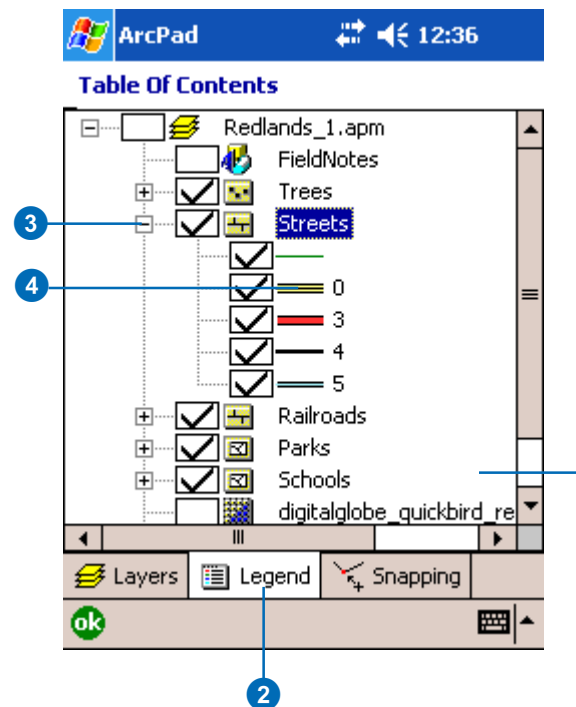 ArcPad 12:36
Table Of Contents
Redlands_1.apm
FieldNotes
Trees
3 Streets
4 0
3
4
5
Railroads
Parks
Schools
digitalglobe_quickbird_re
Layers Legend Snapping
ok
2